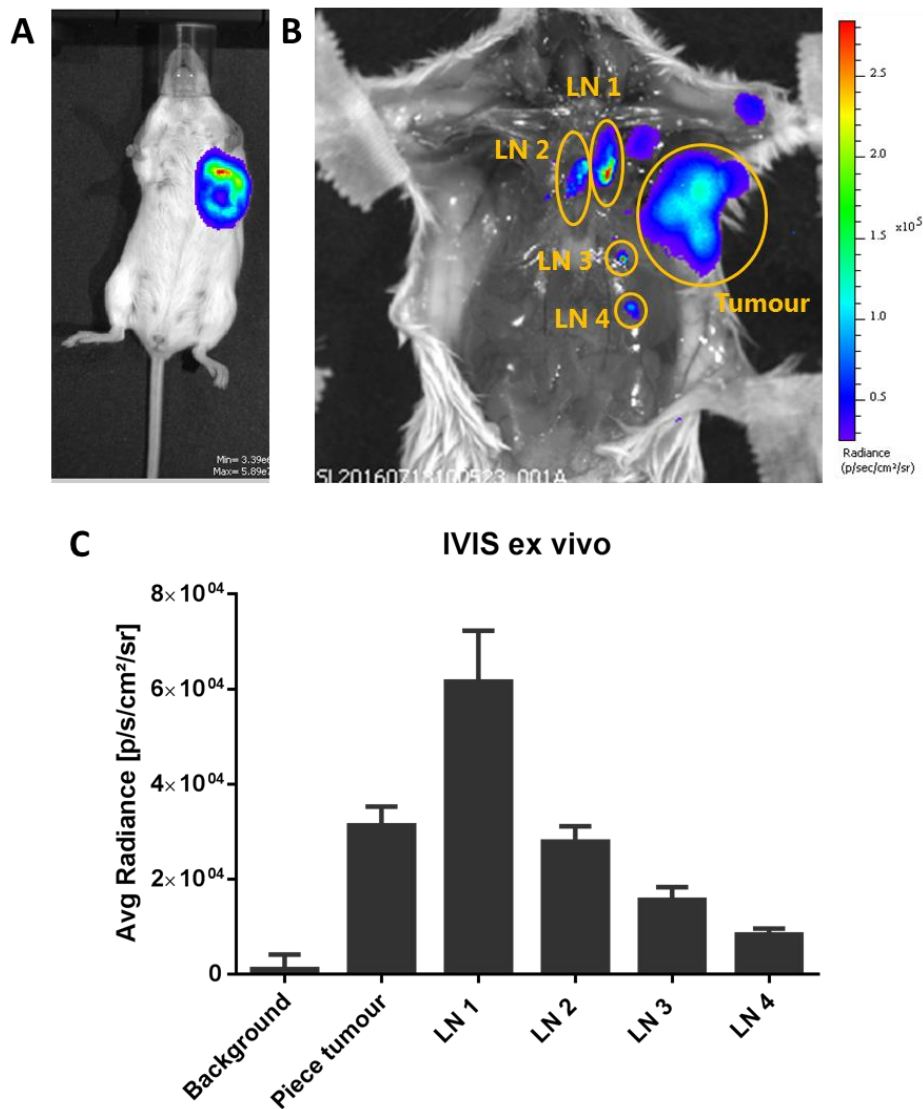 A
Min= 3.39e
Max= 5.89e
B
LN 1
LN 2
LN 3
LN 4
Tumour
SL20160713100523_001A
2.5
2.0
×10⁵
1.5
1.0
0.5
Radiance
(p/sec/cm²/sr)
C
IVIS ex vivo
Avg Radiance [p/s/cm²/sr]
8×10⁰⁴
6×10⁰⁴
4×10⁰⁴
2×10⁰⁴
0
Background
Piece tumour
LN 1
LN 2
LN 3
LN 4